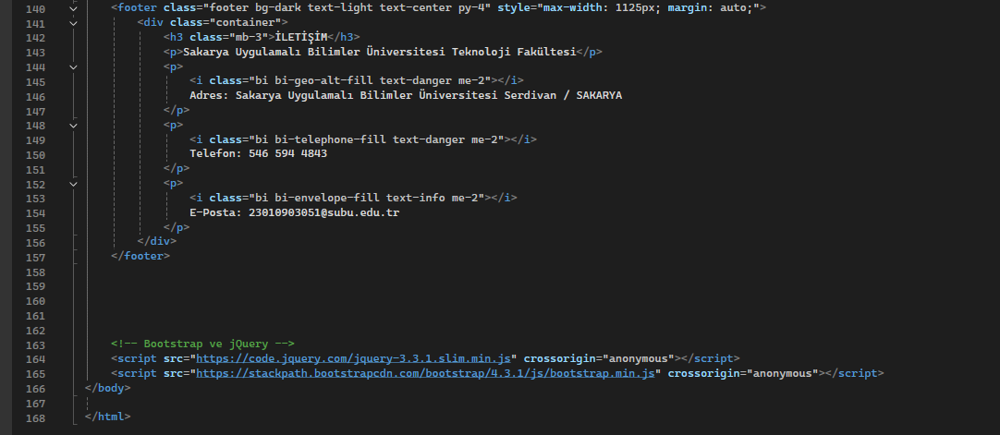 140 <footer class="footer bg-dark text-light text-center py-4" style="max-width: 1125px; margin: auto;">
141 <div class="container">
142 <h3 class="mb-3">İLETİŞİM</h3>
143 <p>Sakarya Uygulamalı Bilimler Üniversitesi Teknoloji Fakültesi</p>
144 <p>
145 <i class="bi bi-geo-alt-fill text-danger me-2"></i>
146 Adres: Sakarya Uygulamalı Bilimler Üniversitesi Serdivan / SAKARYA
147 </p>
148 <p>
149 <i class="bi bi-telephone-fill text-danger me-2"></i>
150 Telefon: 546 594 4843
151 </p>
152 <p>
153 <i class="bi bi-envelope-fill text-info me-2"></i>
154 E-Posta: 23010903051@subu.edu.tr
155 </p>
156 </div>
157 </footer>
158
159
160
161
162
163 <!-- Bootstrap ve jQuery -->
164 <script src="https://code.jquery.com/jquery-3.3.1.slim.min.js" crossorigin="anonymous"></script>
165 <script src="https://stackpath.bootstrapcdn.com/bootstrap/4.3.1/js/bootstrap.min.js" crossorigin="anonymous"></script>
166 </body>
167
168 </html>